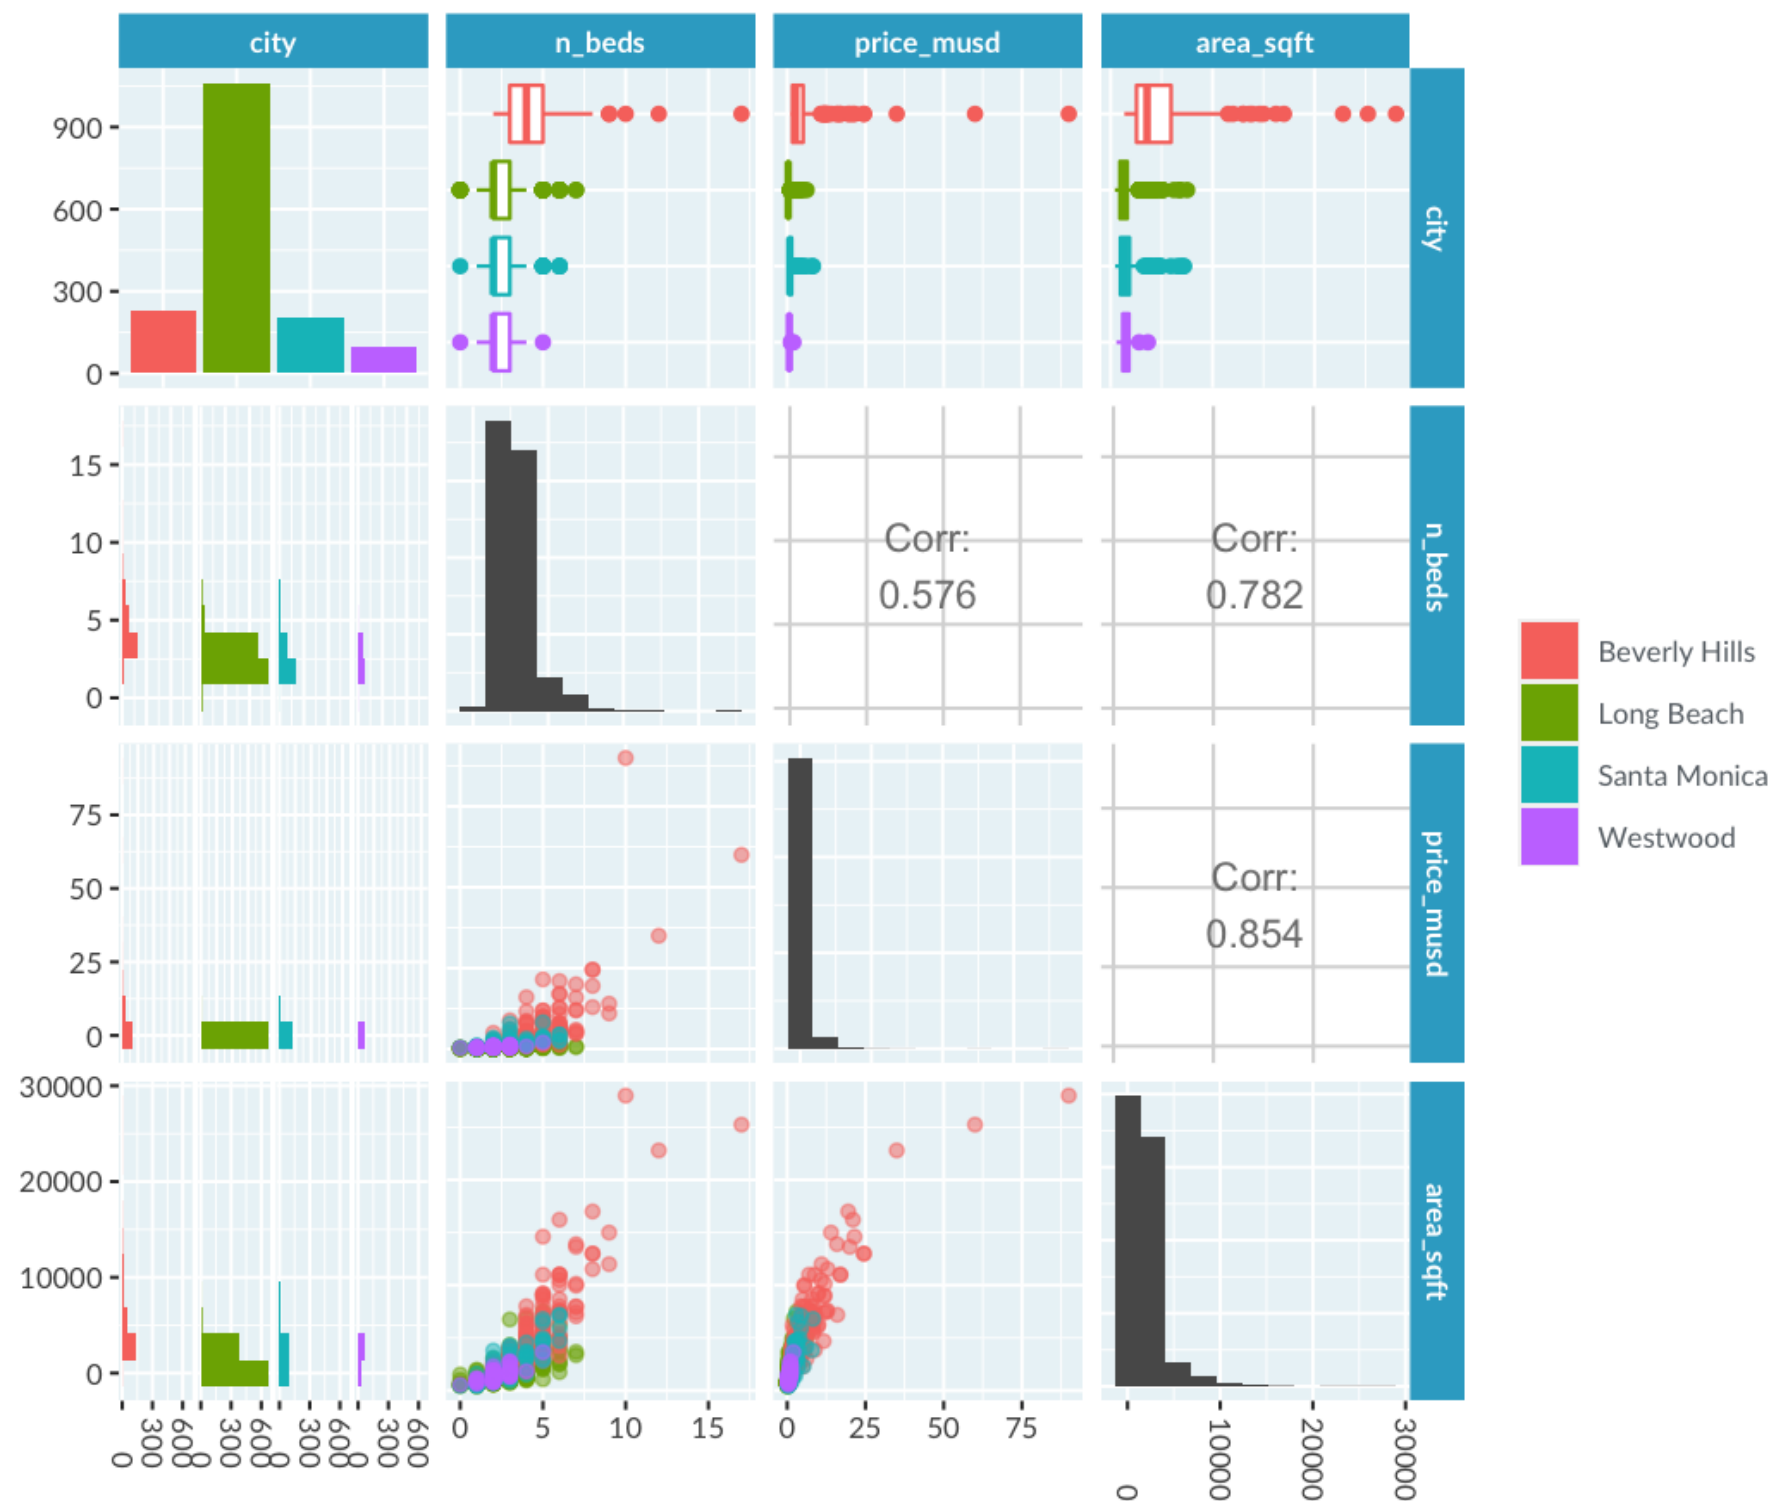 city n_beds price_musd area_sqft
900
600
300
0
city
15
10
5
0
Corr:
0.576
Corr:
0.782
n_beds
75
50
25
0
Corr:
0.854
price_musd
30000
20000
10000
0
area_sqft
0 300 600 0 300 600 0 300 600 0 300 600
0 5 10 15
0 25 50 75
0 10000 20000 30000
Beverly Hills
Long Beach
Santa Monica
Westwood